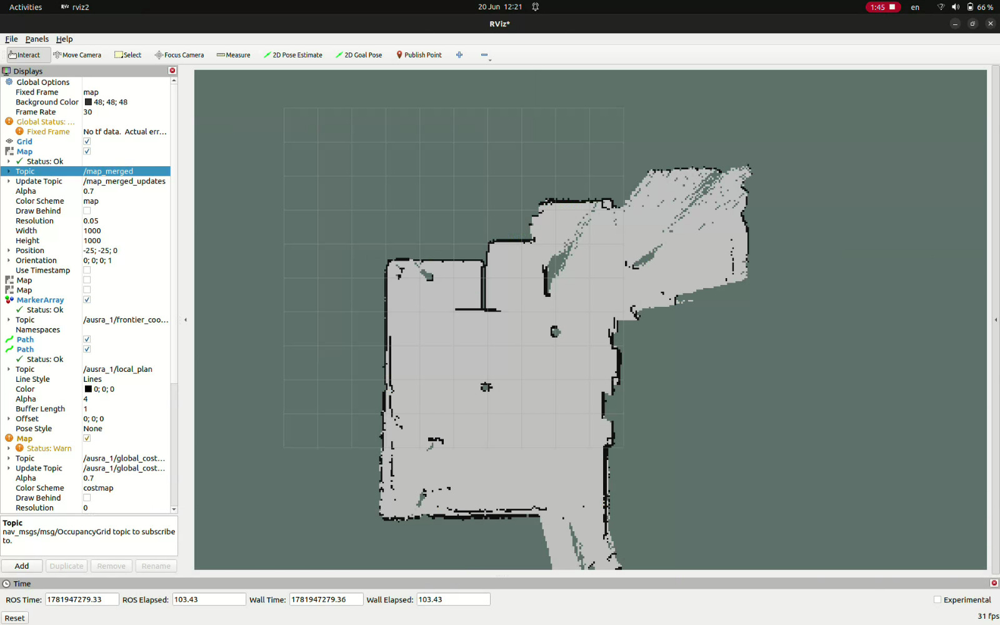 Activities RViz rviz2 20 Jun 12:21 1:45 en 66 %
RViz*
File Panels Help
Interact Move Camera Select Focus Camera Measure 2D Pose Estimate 2D Goal Pose Publish Point
Displays
Global Options
Fixed Frame map
Background Color 48; 48; 48
Frame Rate 30
Global Status: ...
Fixed Frame No tf data. Actual err...
Grid
Map
Status: Ok
Topic /map_merged
Update Topic /map_merged_updates
Alpha 0.7
Color Scheme map
Draw Behind
Resolution 0.05
Width 1000
Height 1000
Position -25; -25; 0
Orientation 0; 0; 0; 1
Use Timestamp
Map
Map
MarkerArray
Status: Ok
Topic /ausra_1/frontier_coo...
Namespaces
Path
Path
Status: Ok
Topic /ausra_1/local_plan
Line Style Lines
Color 0; 0; 0
Alpha 4
Buffer Length 1
Offset 0; 0; 0
Pose Style None
Map
Status: Warn
Topic /ausra_1/global_cost...
Update Topic /ausra_1/global_cost...
Alpha 0.7
Color Scheme costmap
Draw Behind
Resolution 0
Topic
nav_msgs/msg/OccupancyGrid topic to subscribe
to.
Add Duplicate Remove Rename
Time
ROS Time: 1781947279.33 ROS Elapsed: 103.43 Wall Time: 1781947279.36 Wall Elapsed: 103.43 Experimental
Reset 31 fps